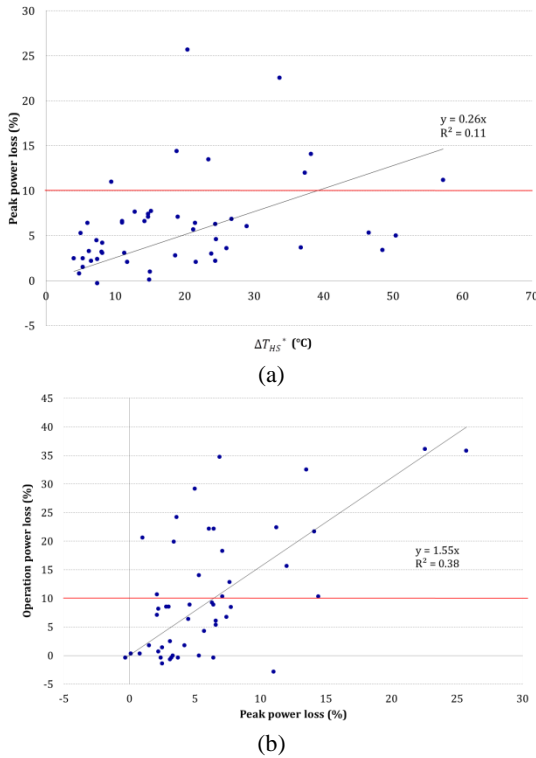 30
25
20
15
10
5
0
-5
Peak power loss (%)
y = 0.26x
R² = 0.11
0 10 20 30 40 50 60 70
ΔT_HS* (°C)
(a)
45
40
35
30
25
20
15
10
5
0
-5
Operation power loss (%)
y = 1.55x
R² = 0.38
-5 0 5 10 15 20 25 30
Peak power loss (%)
(b)